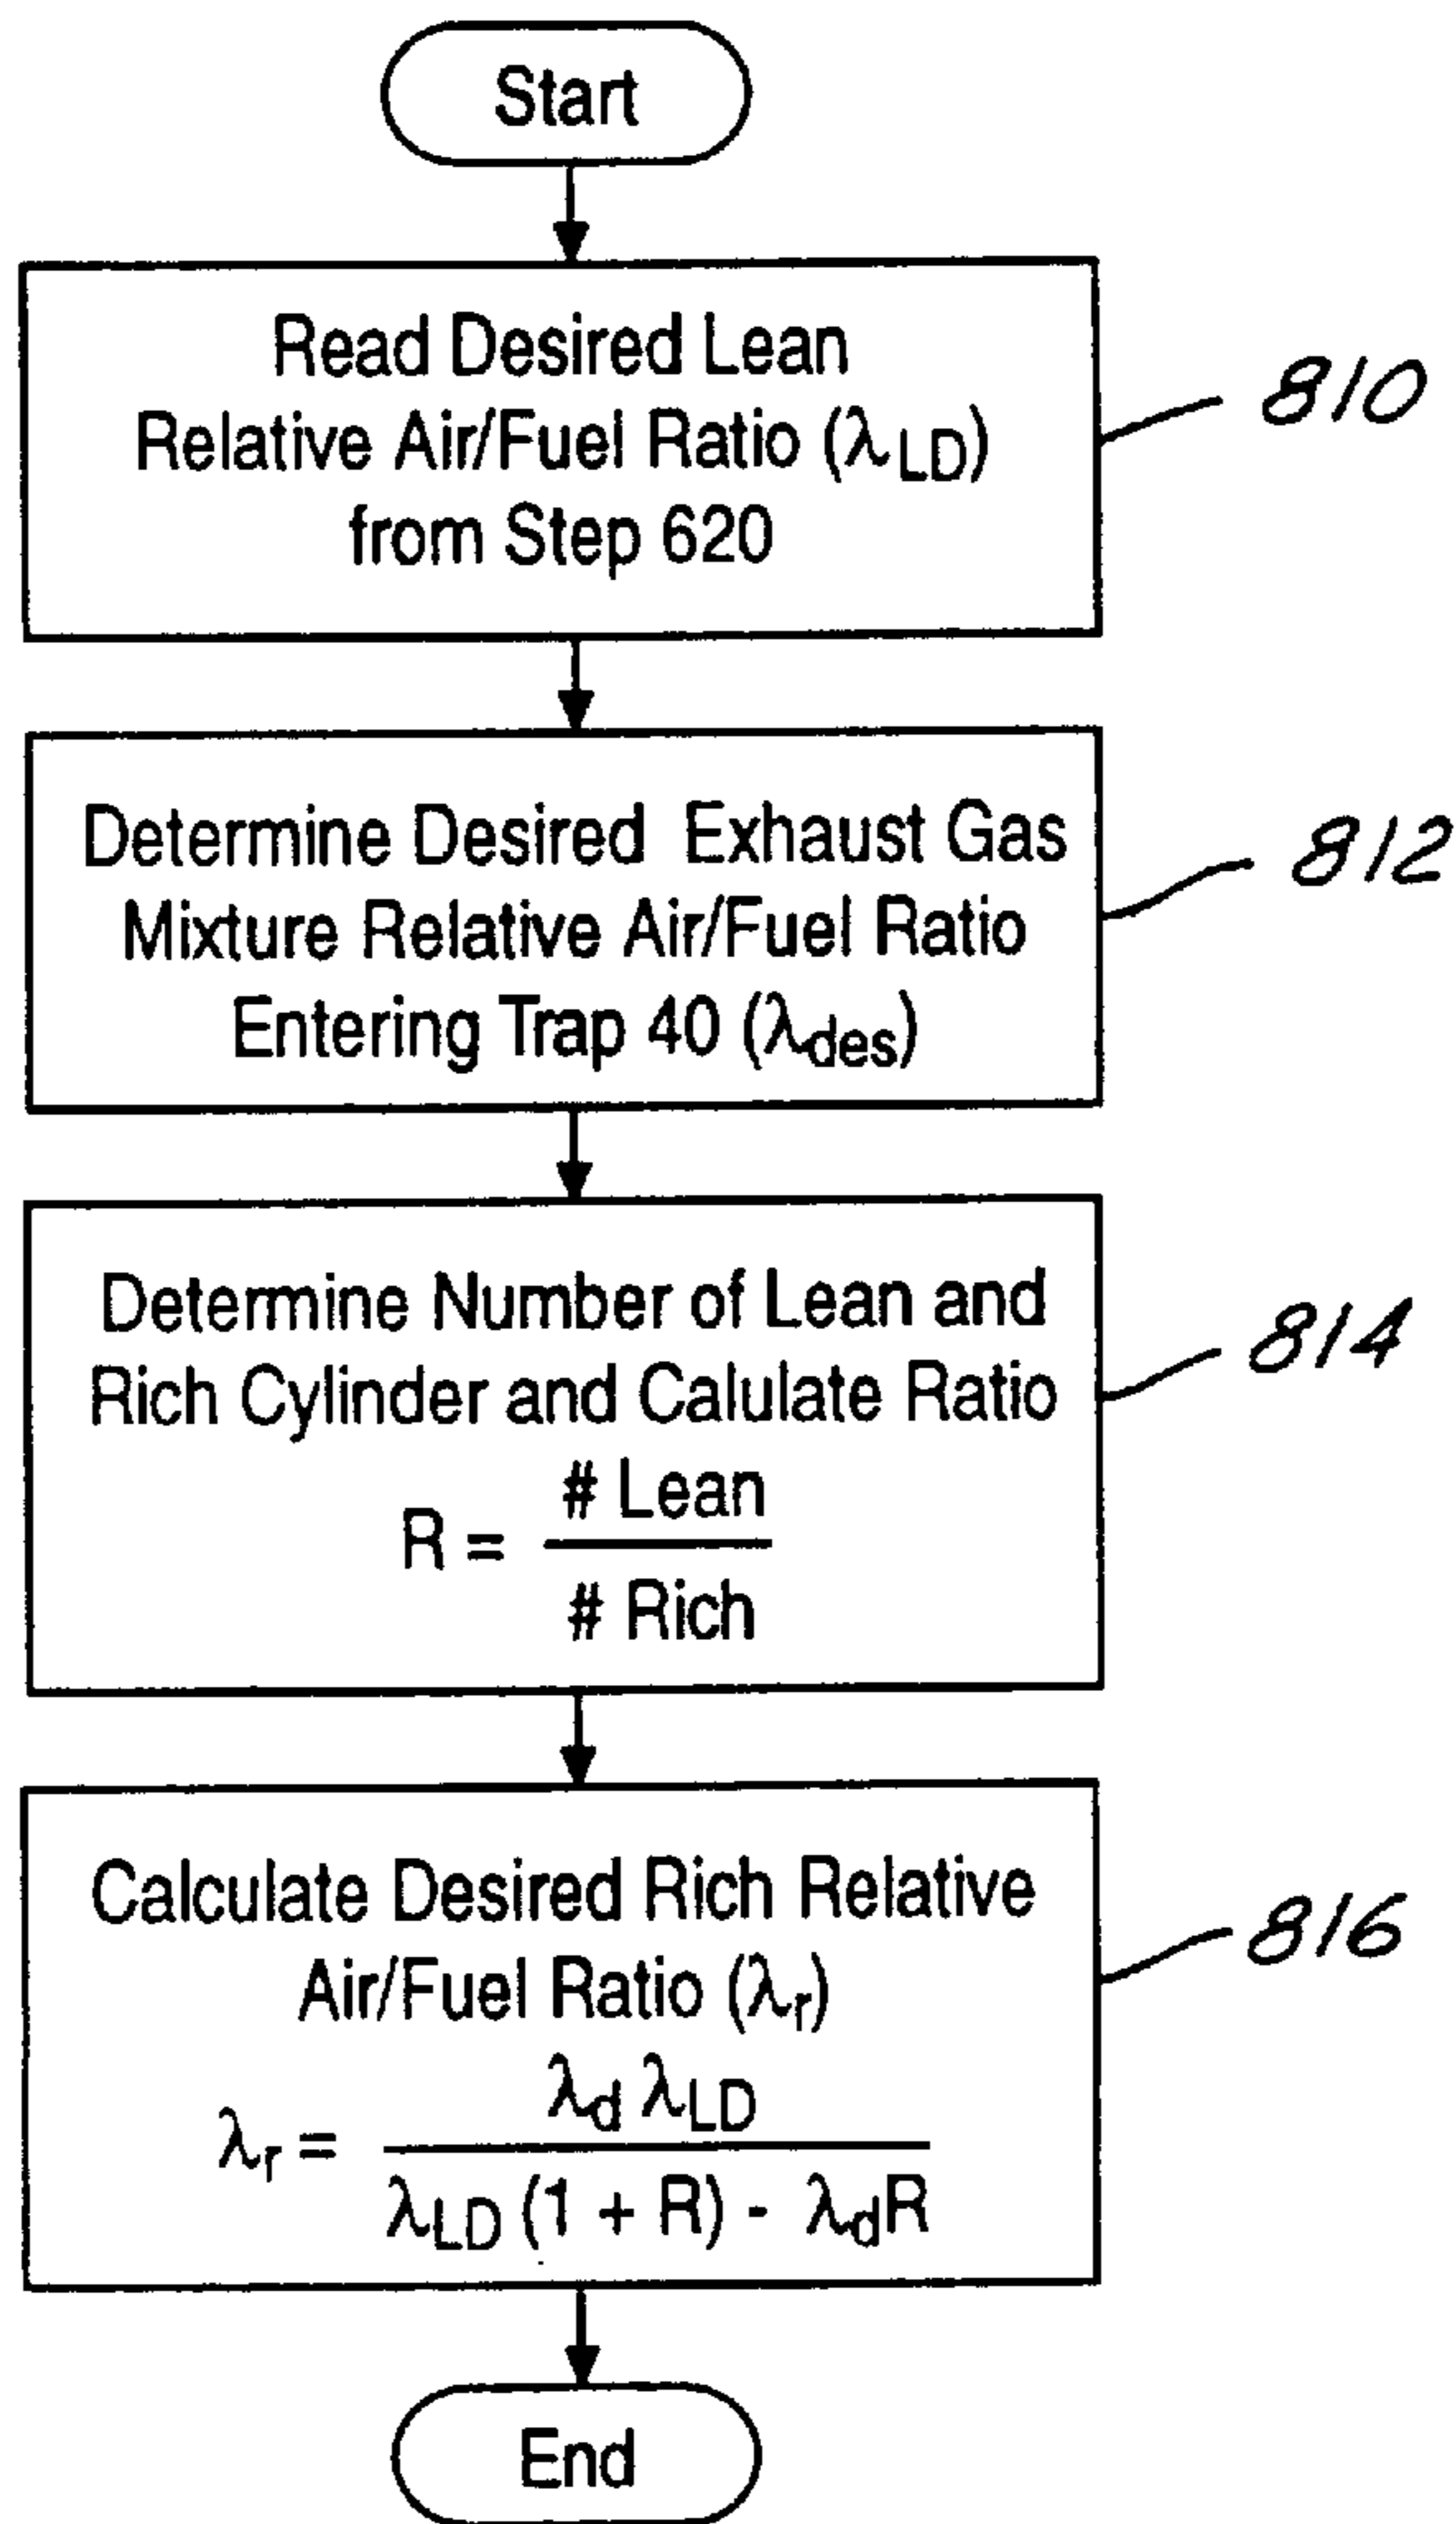 Start
Read Desired Lean
Relative Air/Fuel Ratio (λLD)
from Step 620
810
Determine Desired Exhaust Gas
Mixture Relative Air/Fuel Ratio
Entering Trap 40 (λdes)
812
Determine Number of Lean and
Rich Cylinder and Calulate Ratio
R = # Lean / # Rich
814
Calculate Desired Rich Relative
Air/Fuel Ratio (λr)
λr = λd λLD / λLD (1 + R) - λdR
816
End